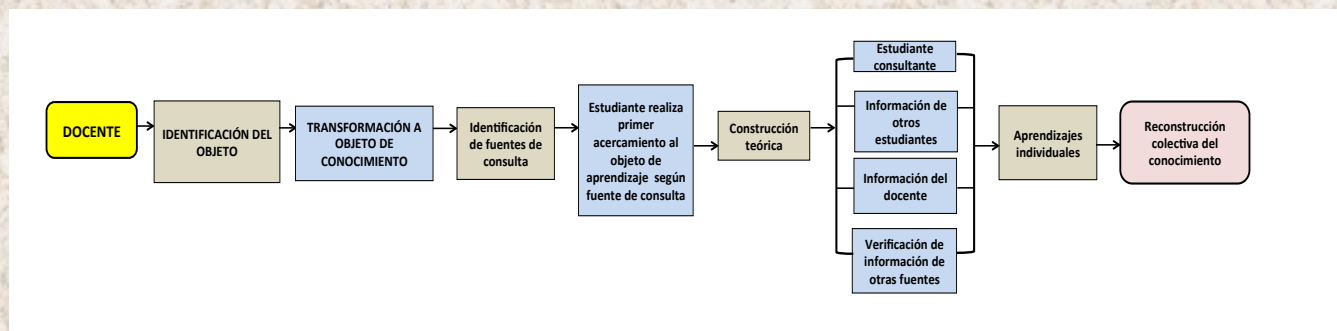 DOCENTE
IDENTIFICACIÓN DEL
OBJETO
TRANSFORMACIÓN A
OBJETO DE
CONOCIMIENTO
Identificación
de fuentes de
consulta
Estudiante realiza
primer
acercamiento al
objeto de
aprendizaje según
fuente de consulta
Construcción
teórica
Estudiante
consultante
Información de
otros
estudiantes
Información del
docente
Verificación de
información de
otras fuentes
Aprendizajes
individuales
Reconstrucción
colectiva del
conocimiento